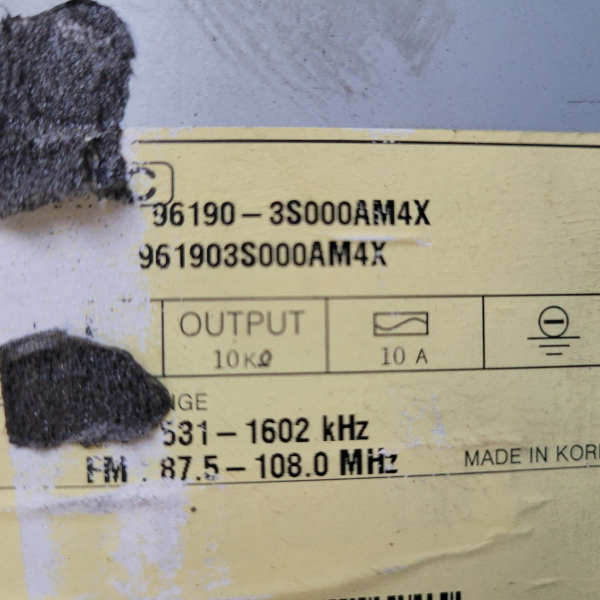 C
96190-3S000AM4X
961903S000AM4X
OUTPUT
10KΩ
10 A
NGE
531-1602 kHz
FM : 87.5-108.0 MHz
MADE IN KOR